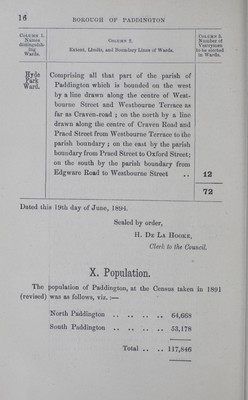 16
BOROUGH OF PADDINGTON
Column 1.
Names
distinguish-
ing
Wards.
Column 2.
Extent, Limits, and Boundary Lines of Wards.
Column 3.
Number of
Vestrymen
to be elected
in Wards.
Hyde
Park
Ward.
Comprising all that part of the parish of
Paddington which is bounded on the west
by a line drawn along the centre of West-
bourne Street and Westbourne Terrace as
far as Craven-road; on the north by a line
drawn along the centre of Craven Road and
Praed Street from Westbourne Terrace to the
parish boundary; on the east by the parish
boundary from Praed Street to Oxford Street;
on the south by the parish boundary from
Edgware Road to Westbourne Street .. 12
72
Dated this 19th day of June, 1894.
Sealed by order,
H. De La Hooke,
Clerk to the Council.
X. Population.
The population of Paddington, at the Census taken in 1891
(revised) was as follows, viz. :—
North Paddington .. .. .. .. 64,668
South Paddington .. .. .. .. 53,178
Total .. .. 117,846